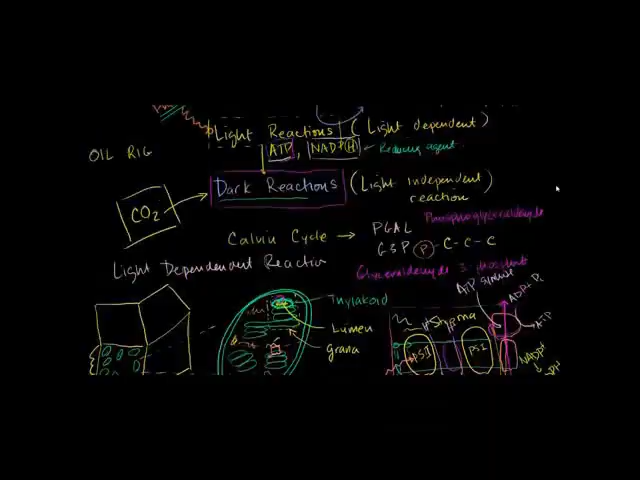 Light Reactions (Light dependent)
OIL RIG
ATP, NADPH ← Reducing agent
Dark Reactions (Light independent reaction)
CO2
PGAL Phosphoglyceraldehyde
Calvin Cycle → G3P P-C-C-C
Light Dependent Reaction
Glyceraldehyde 3-phosphate
ATP synthase
ADP + Pi
Thylakoid
Stroma
ATP
Lumen
PSII
PSI
grana
NADP+